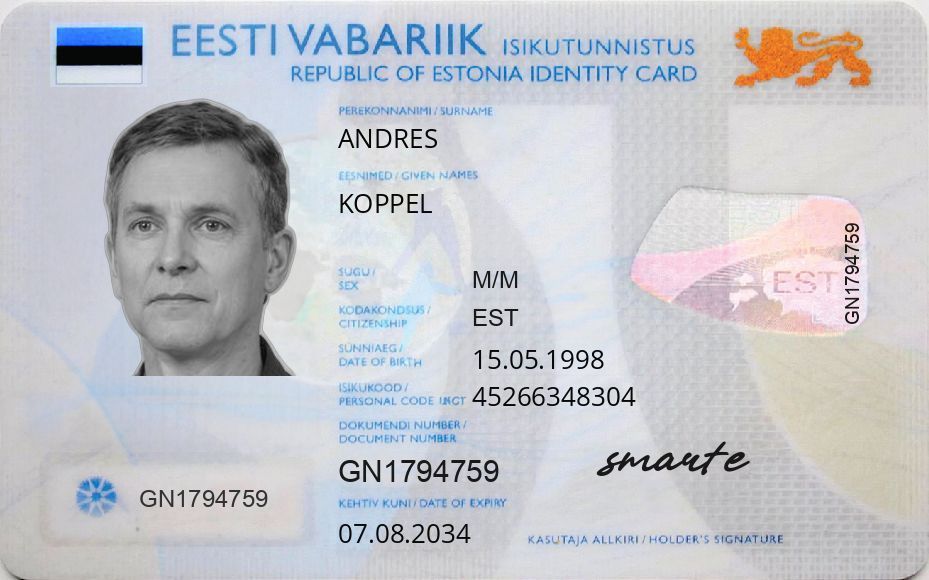 EESTI VABARIIK ISIKUTUNNISTUS
REPUBLIC OF ESTONIA IDENTITY CARD
PEREKONNANIMI / SURNAME
ANDRES
EESNIMED / GIVEN NAMES
KOPPEL
SUGU /
SEX
M/M
KODAKONDSUS /
CITIZENSHIP
EST
SÜNNIAEG /
DATE OF BIRTH
15.05.1998
ISIKUKOOD /
PERSONAL CODE
45266348304
DOKUMENDI NUMBER /
DOCUMENT NUMBER
GN1794759
KEHTIV KUNI / DATE OF EXPIRY
07.08.2034
GN1794759
EST
GN1794759
smaute
KASUTAJA ALLKIRI / HOLDER'S SIGNATURE